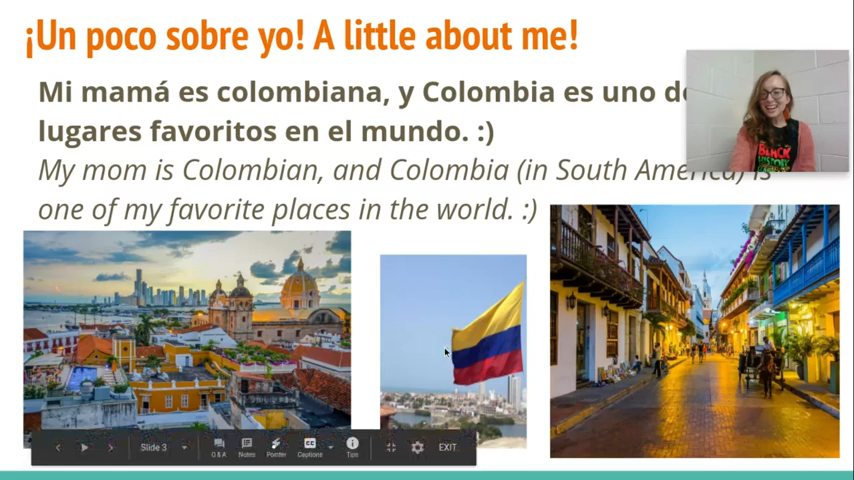 ¡Un poco sobre yo! A little about me!
Mi mamá es colombiana, y Colombia es uno de
lugares favoritos en el mundo. :)
My mom is Colombian, and Colombia (in South America) is
one of my favorite places in the world. :)
BLACK
HISTORY
Slide 3
Q & A
Notes
Pointer
Captions
Tips
EXIT